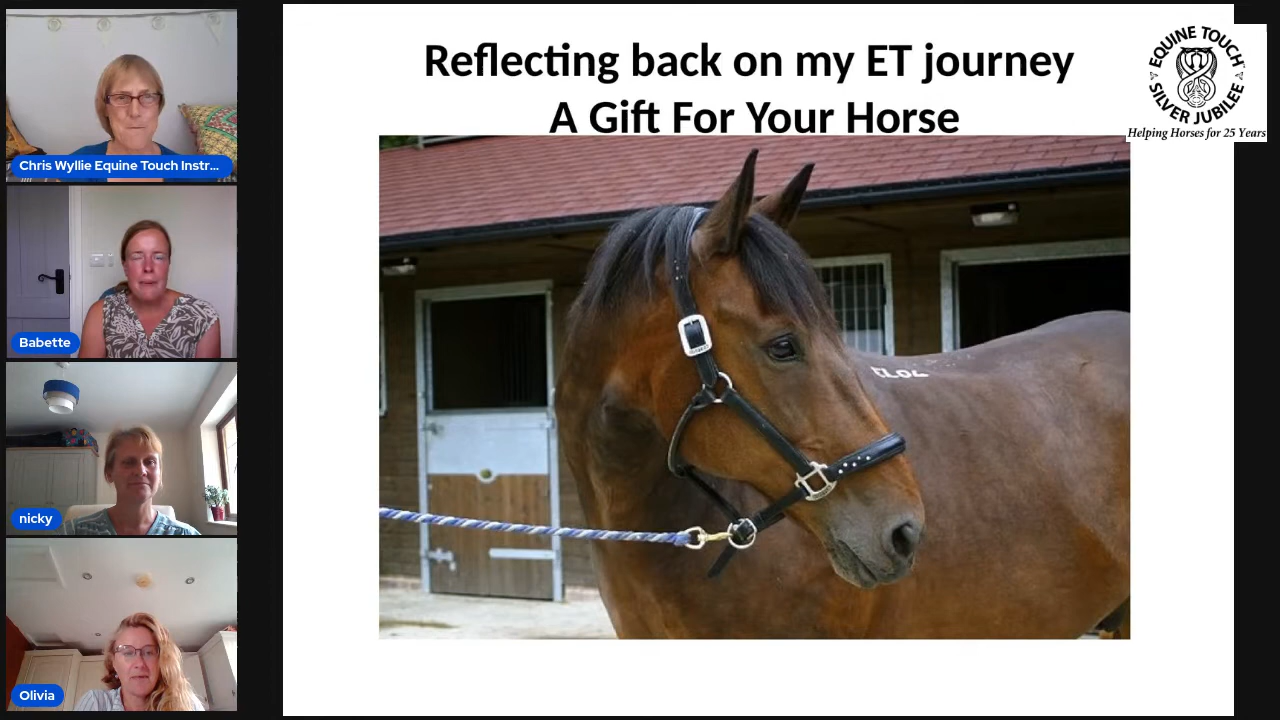 Reflecting back on my ET journey
A Gift For Your Horse
EQUINE TOUCH
SILVER JUBILEE
Helping Horses for 25 Years
Chris Wyllie Equine Touch Instr...
Babette
nicky
Olivia